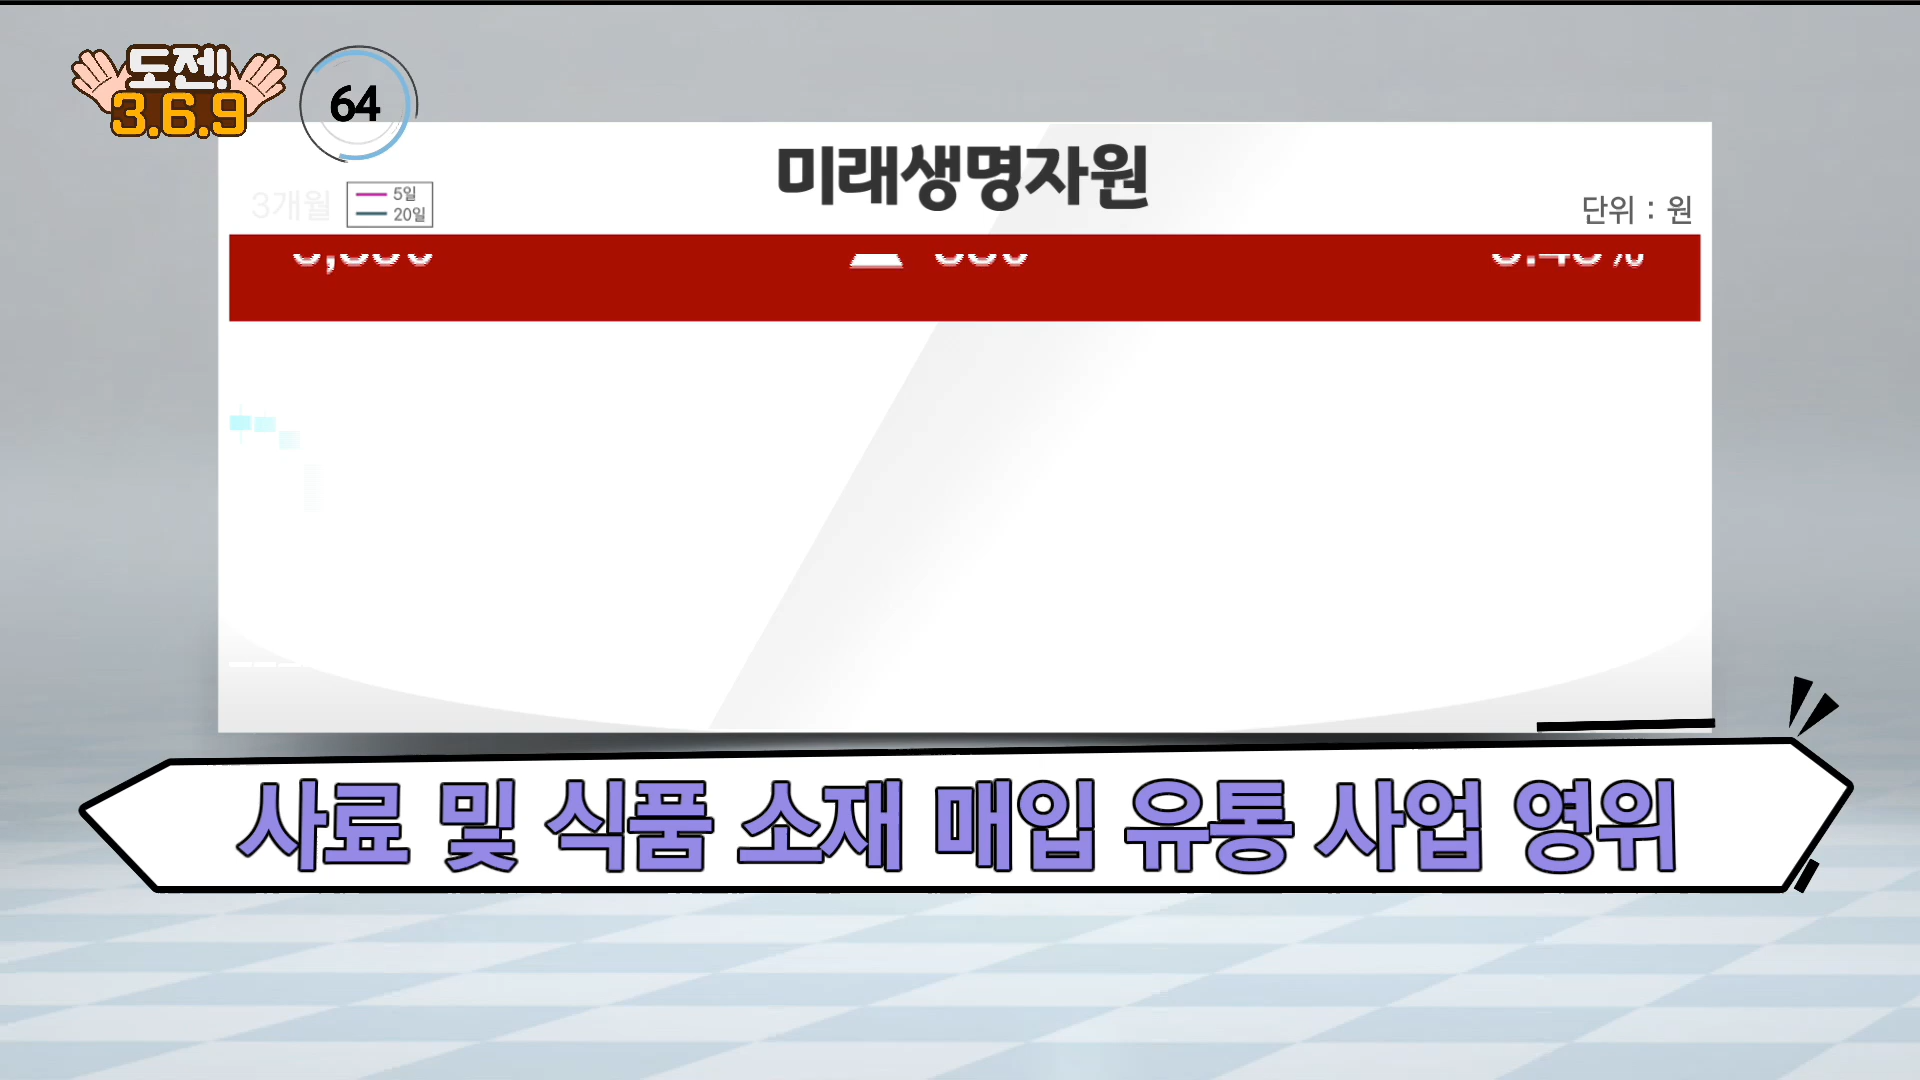 도젠!
3.6.9
64
미래생명자원
3개월
5일
20일
단위 : 원
사료 및 식품 소재 매입 유통 사업 영위